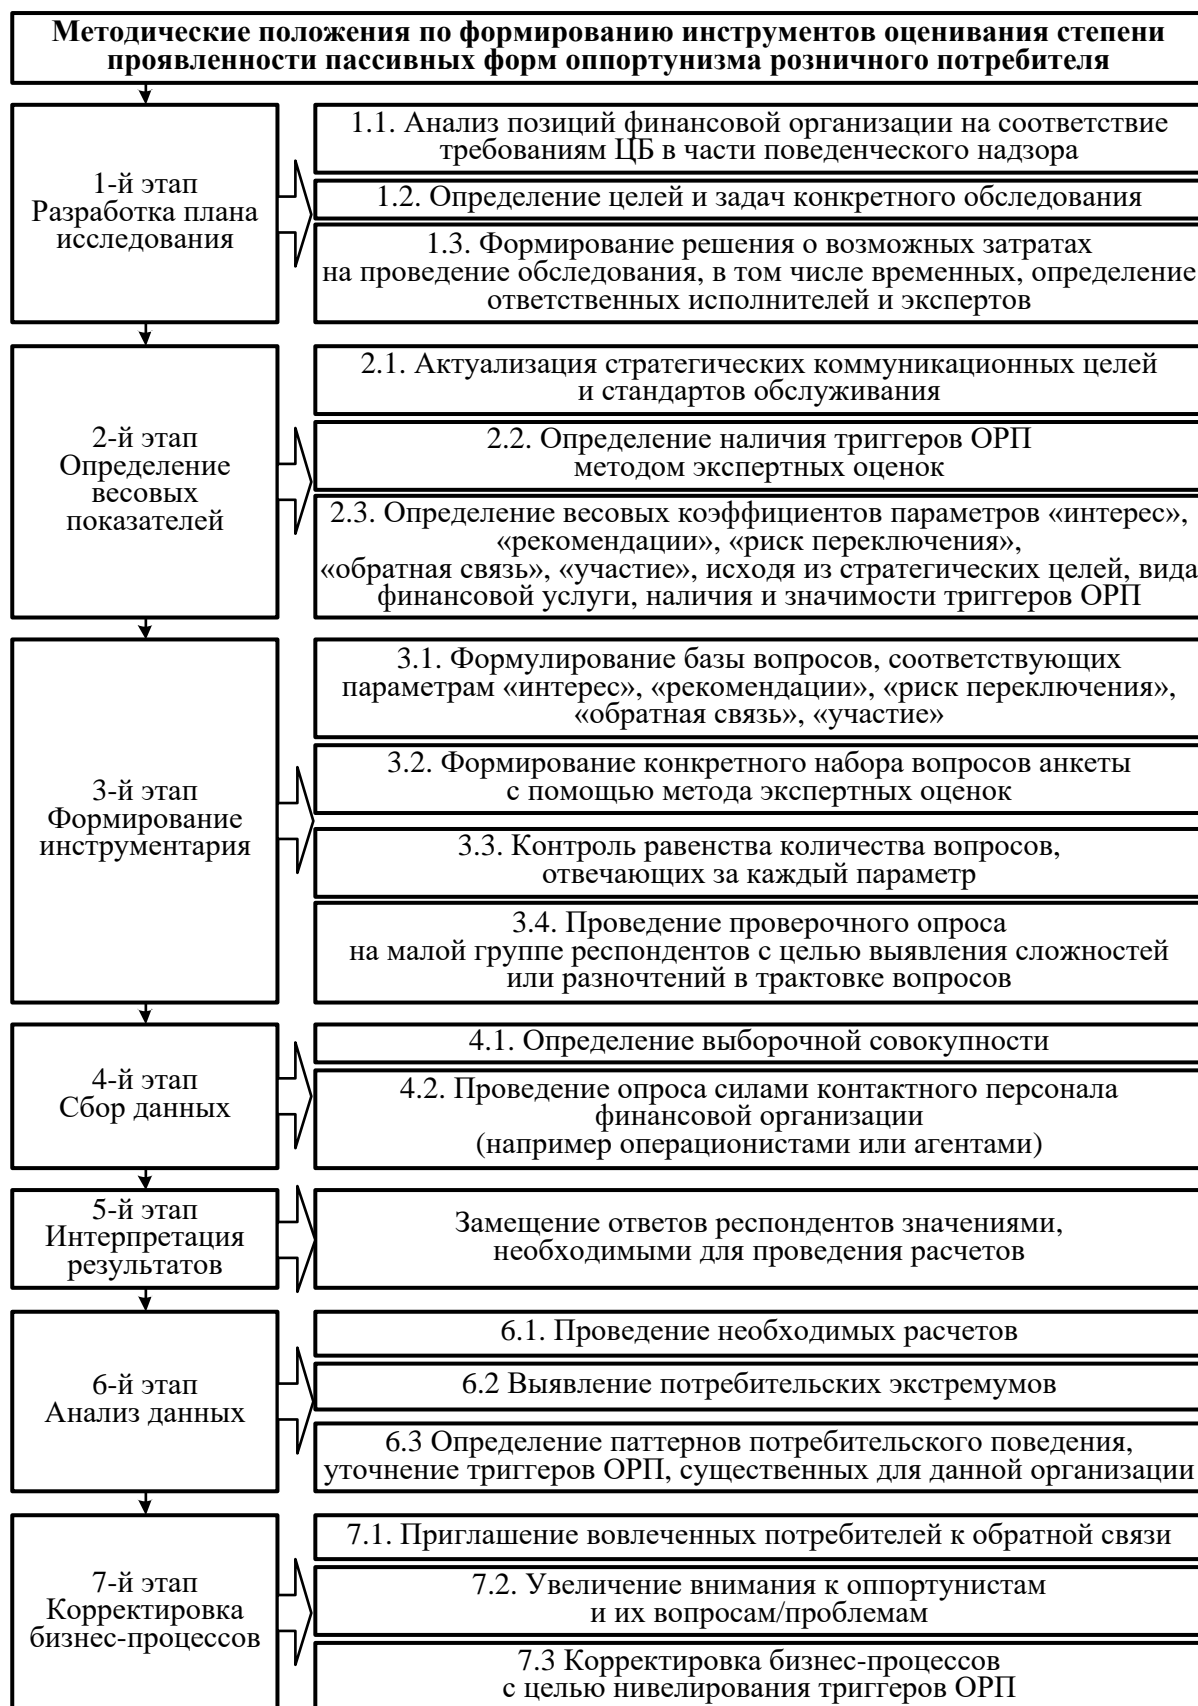 Методические положения по формированию инструментов оценивания степени
проявленности пассивных форм оппортунизма розничного потребителя
1-й этап
Разработка плана
исследования
1.1. Анализ позиций финансовой организации на соответствие
требованиям ЦБ в части поведенческого надзора
1.2. Определение целей и задач конкретного обследования
1.3. Формирование решения о возможных затратах
на проведение обследования, в том числе временных, определение
ответственных исполнителей и экспертов
2-й этап
Определение
весовых
показателей
2.1. Актуализация стратегических коммуникационных целей
и стандартов обслуживания
2.2. Определение наличия триггеров ОРП
методом экспертных оценок
2.3. Определение весовых коэффициентов параметров «интерес»,
«рекомендации», «риск переключения»,
«обратная связь», «участие», исходя из стратегических целей, вида
финансовой услуги, наличия и значимости триггеров ОРП
3-й этап
Формирование
инструментария
3.1. Формулирование базы вопросов, соответствующих
параметрам «интерес», «рекомендации», «риск переключения»,
«обратная связь», «участие»
3.2. Формирование конкретного набора вопросов анкеты
с помощью метода экспертных оценок
3.3. Контроль равенства количества вопросов,
отвечающих за каждый параметр
3.4. Проведение проверочного опроса
на малой группе респондентов с целью выявления сложностей
или разночтений в трактовке вопросов
4-й этап
Сбор данных
4.1. Определение выборочной совокупности
4.2. Проведение опроса силами контактного персонала
финансовой организации
(например операционистами или агентами)
5-й этап
Интерпретация
результатов
Замещение ответов респондентов значениями,
необходимыми для проведения расчетов
6-й этап
Анализ данных
6.1. Проведение необходимых расчетов
6.2 Выявление потребительских экстремумов
6.3 Определение паттернов потребительского поведения,
уточнение триггеров ОРП, существенных для данной организации
7-й этап
Корректировка
бизнес-процессов
7.1. Приглашение вовлеченных потребителей к обратной связи
7.2. Увеличение внимания к оппортунистам
и их вопросам/проблемам
7.3 Корректировка бизнес-процессов
с целью нивелирования триггеров ОРП